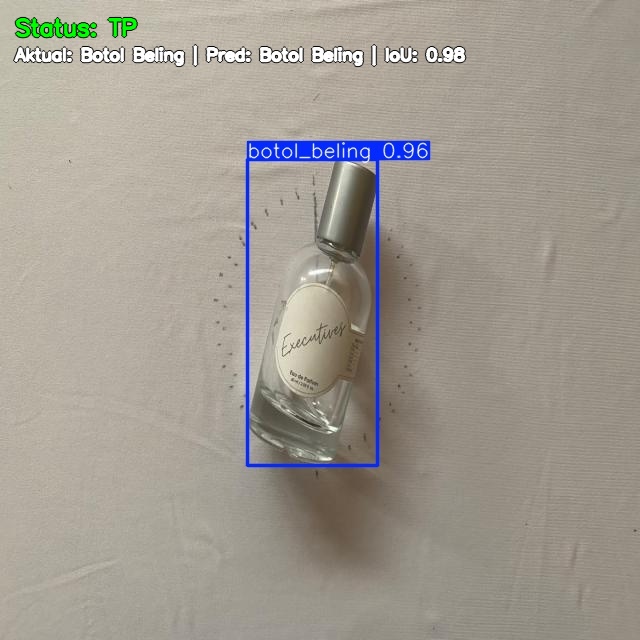 Status: TP
Aktual: Botol Beling | Pred: Botol Beling | IoU: 0.98
botol_beling 0.96
Executives
Eau de Parfum